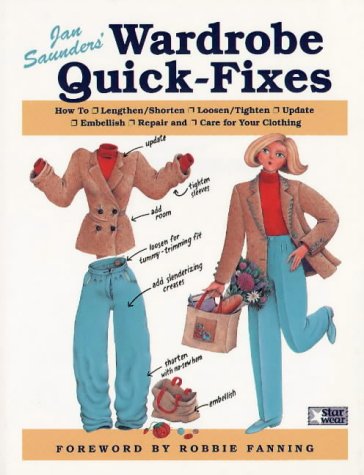 Jan
Saunders'
Wardrobe
Quick-Fixes
How To ❐ Lengthen/Shorten ❐ Loosen/Tighten ❐ Update
❐ Embellish ❐ Repair and ❐ Care for Your Clothing
update
tighten
sleeves
add
room
loosen for
tummy-trimming fit
add slenderizing
creases
shorten
with no-sew hem
embellish
star
wear
FOREWORD BY ROBBIE FANNING